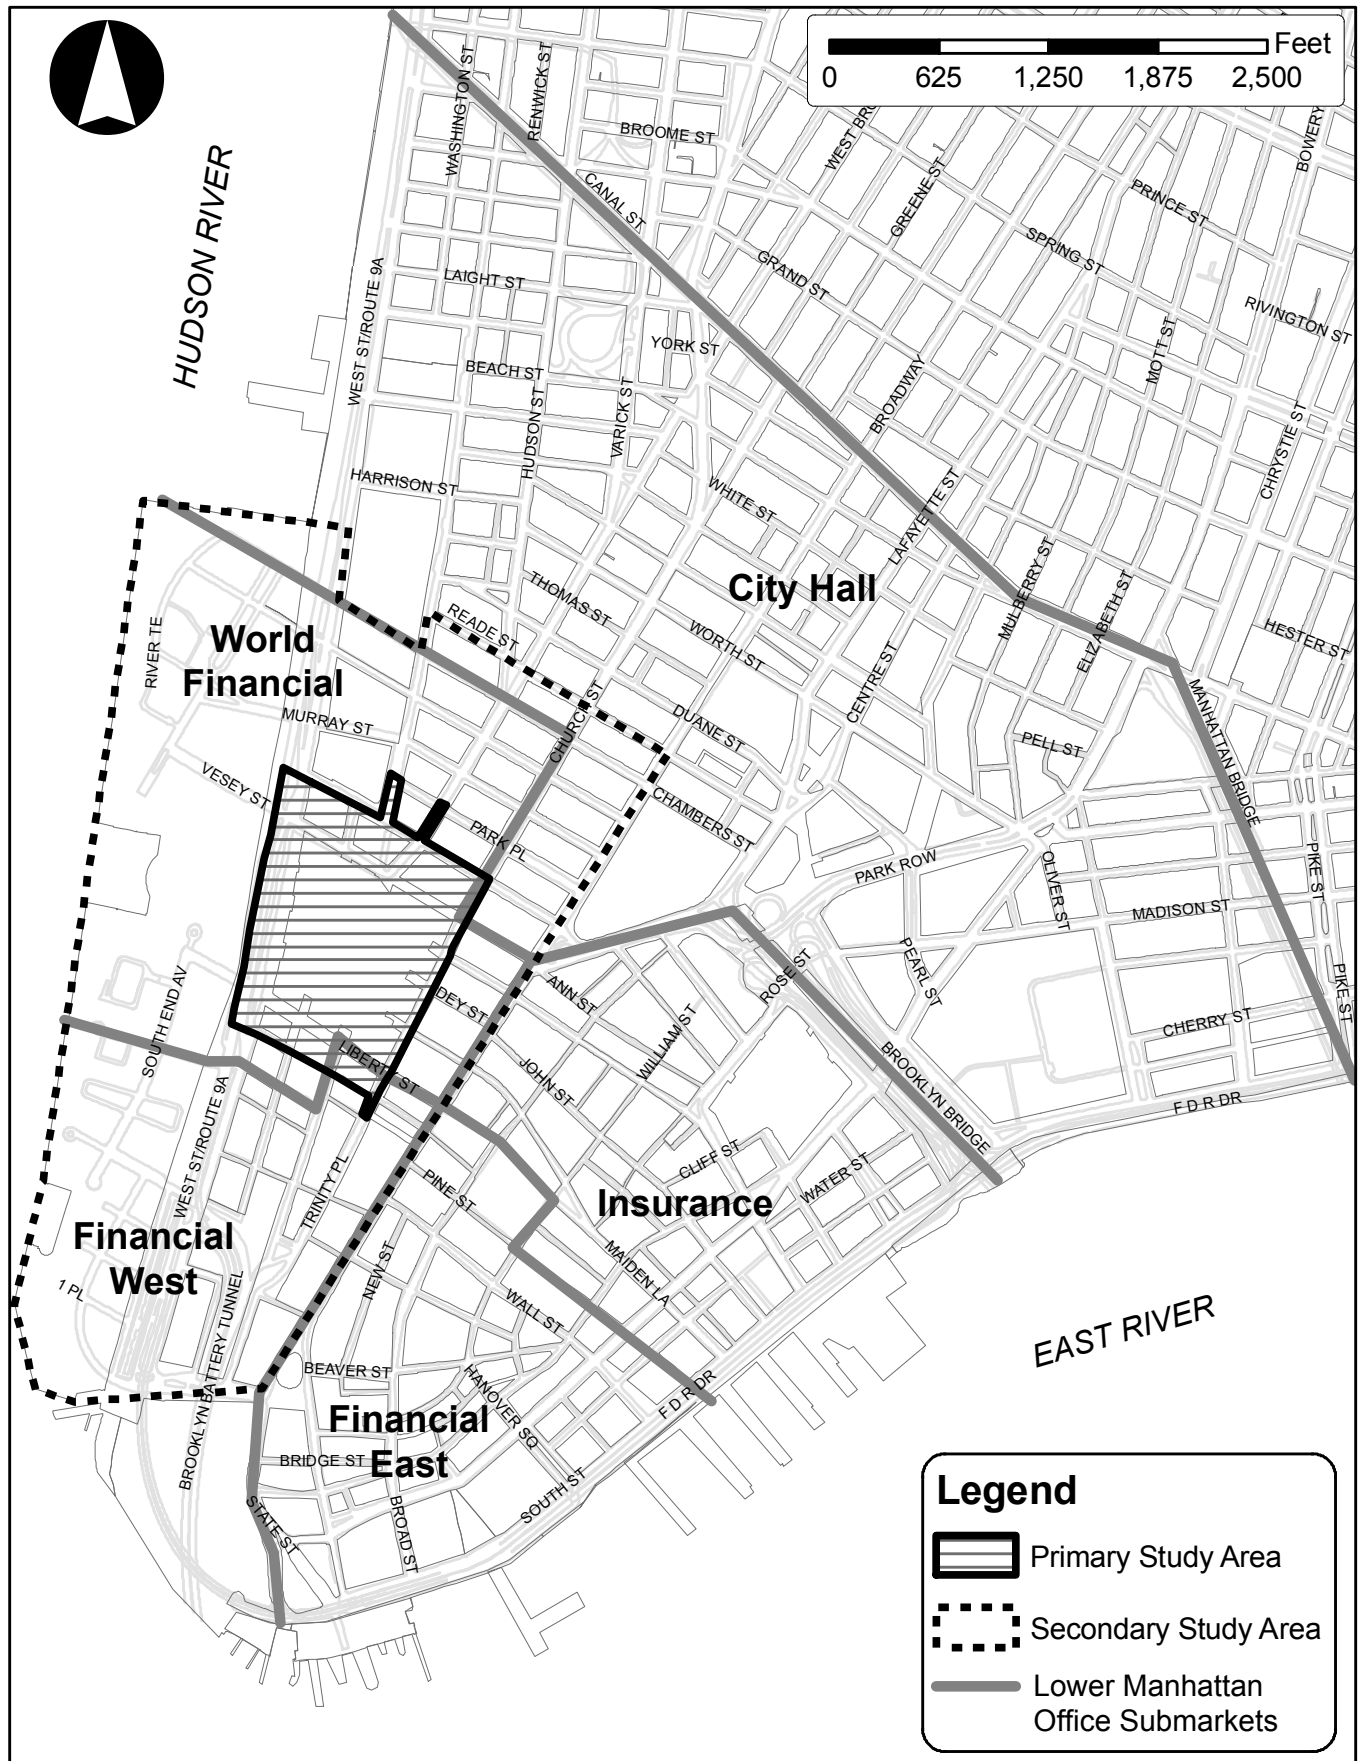 Feet
0 625 1,250 1,875 2,500
HUDSON RIVER
WASHINGTON ST
RENWICK ST
BROOME ST
CANAL ST
WEST BRO
GREENE ST
BOWERY
PRINCE ST
SPRING ST
GRAND ST
RIVINGTON ST
LAIGHT ST
WEST ST/ROUTE 9A
YORK ST
BEACH ST
MOTT ST
BROADWAY
HUDSON ST
VARICK ST
CHRYSTIE ST
HARRISON ST
WHITE ST
LAFAYETTE ST
City Hall
THOMAS ST
READE ST
WORTH ST
MULBERRY ST
ELIZABETH ST
HESTER ST
World
Financial
RIVER TE
CENTRE ST
MURRAY ST
CHURCH ST
DUANE ST
PELL ST
MANHATTAN BRIDGE
VESEY ST
CHAMBERS ST
PARK PL
PARK ROW
OLIVER ST
PIKE ST
MADISON ST
PEARL ST
ROSE ST
ANN ST
DEY ST
SOUTH END AV
PIKE ST
CHERRY ST
WILLIAM ST
LIBERTY ST
JOHN ST
BROOKLYN BRIDGE
F D R DR
WEST ST/ROUTE 9A
CLIFF ST
WATER ST
TRINITY PL
PINE ST
Insurance
Financial
West
1 PL
NEW ST
MAIDEN LA
WALL ST
EAST RIVER
BROOKLYN BATTERY TUNNEL
BEAVER ST
HANOVER SQ
F D R DR
Financial
East
BRIDGE ST
STATE ST
BROAD ST
SOUTH ST
Legend
Primary Study Area
Secondary Study Area
Lower Manhattan
Office Submarkets